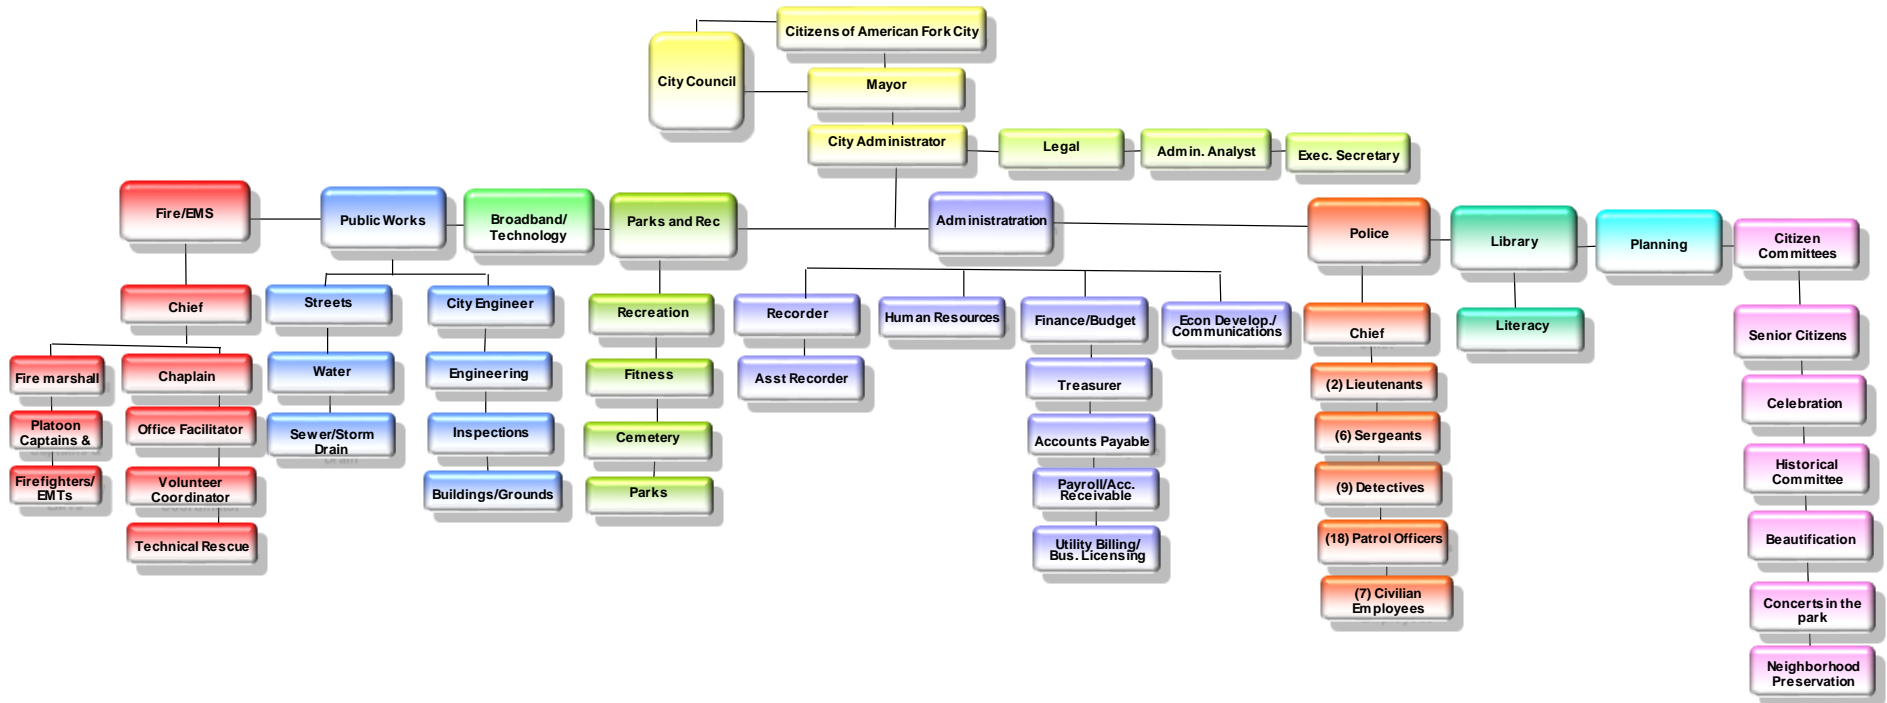 Citizens of American Fork City
City Council
Mayor
City Administrator
Legal
Admin. Analyst
Exec. Secretary
Fire/EMS
Public Works
Broadband/
Technology
Parks and Rec
Administratration
Police
Library
Planning
Citizen
Committees
Chief
Fire marshall
Platoon
Captains &
Firefighters/
EMTs
Chaplain
Office Facilitator
Volunteer
Coordinator
Technical Rescue
Streets
Water
Sewer/Storm
Drain
City Engineer
Engineering
Inspections
Buildings/Grounds
Recreation
Fitness
Cemetery
Parks
Recorder
Asst Recorder
Human Resources
Finance/Budget
Treasurer
Accounts Payable
Payroll/Acc.
Receivable
Utility Billing/
Bus. Licensing
Econ Develop./
Communications
Chief
(2) Lieutenants
(6) Sergeants
(9) Detectives
(18) Patrol Officers
(7) Civilian
Employees
Literacy
Senior Citizens
Celebration
Historical
Committee
Beautification
Concerts in the
park
Neighborhood
Preservation